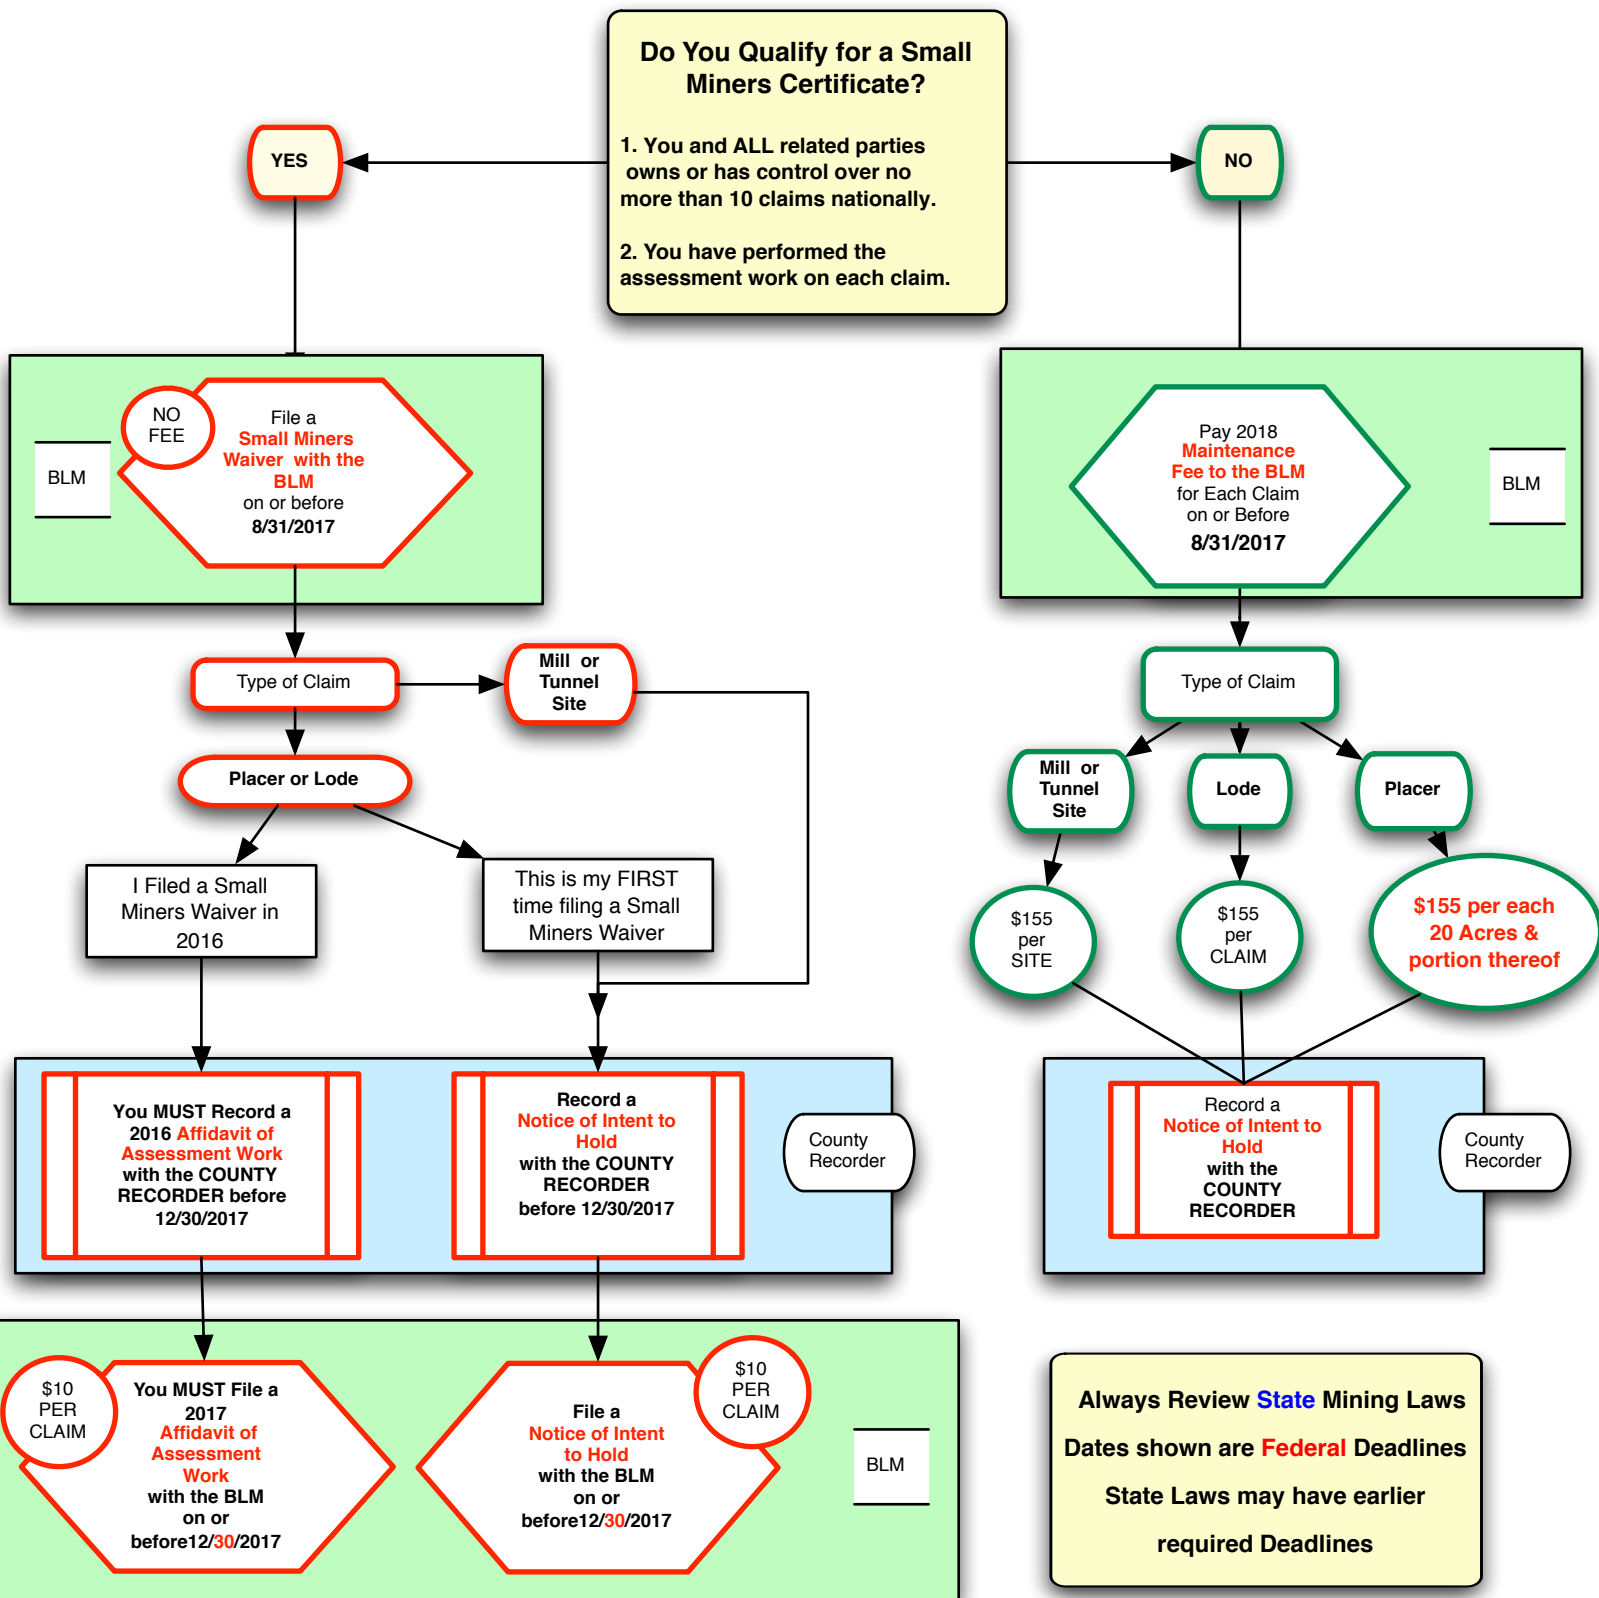 Do You Qualify for a Small
Miners Certificate?
1. You and ALL related parties
owns or has control over no
more than 10 claims nationally.
2. You have performed the
assessment work on each claim.
YES
NO
NO
FEE
File a
Small Miners
Waiver with the
BLM
on or before
8/31/2017
BLM
Pay 2018
Maintenance
Fee to the BLM
for Each Claim
on or Before
8/31/2017
BLM
Type of Claim
Mill or
Tunnel
Site
Placer or Lode
I Filed a Small
Miners Waiver in
2016
This is my FIRST
time filing a Small
Miners Waiver
Type of Claim
Mill or
Tunnel
Site
Lode
Placer
$155
per
SITE
$155
per
CLAIM
$155 per each
20 Acres &
portion thereof
You MUST Record a
2016 Affidavit of
Assessment Work
with the COUNTY
RECORDER before
12/30/2017
Record a
Notice of Intent to
Hold
with the COUNTY
RECORDER
before 12/30/2017
County
Recorder
Record a
Notice of Intent to
Hold
with the
COUNTY
RECORDER
County
Recorder
$10
PER
CLAIM
You MUST File a
2017
Affidavit of
Assessment
Work
with the BLM
on or
before12/30/2017
File a
Notice of Intent
to Hold
with the BLM
on or
before12/30/2017
$10
PER
CLAIM
BLM
Always Review State Mining Laws
Dates shown are Federal Deadlines
State Laws may have earlier
required Deadlines